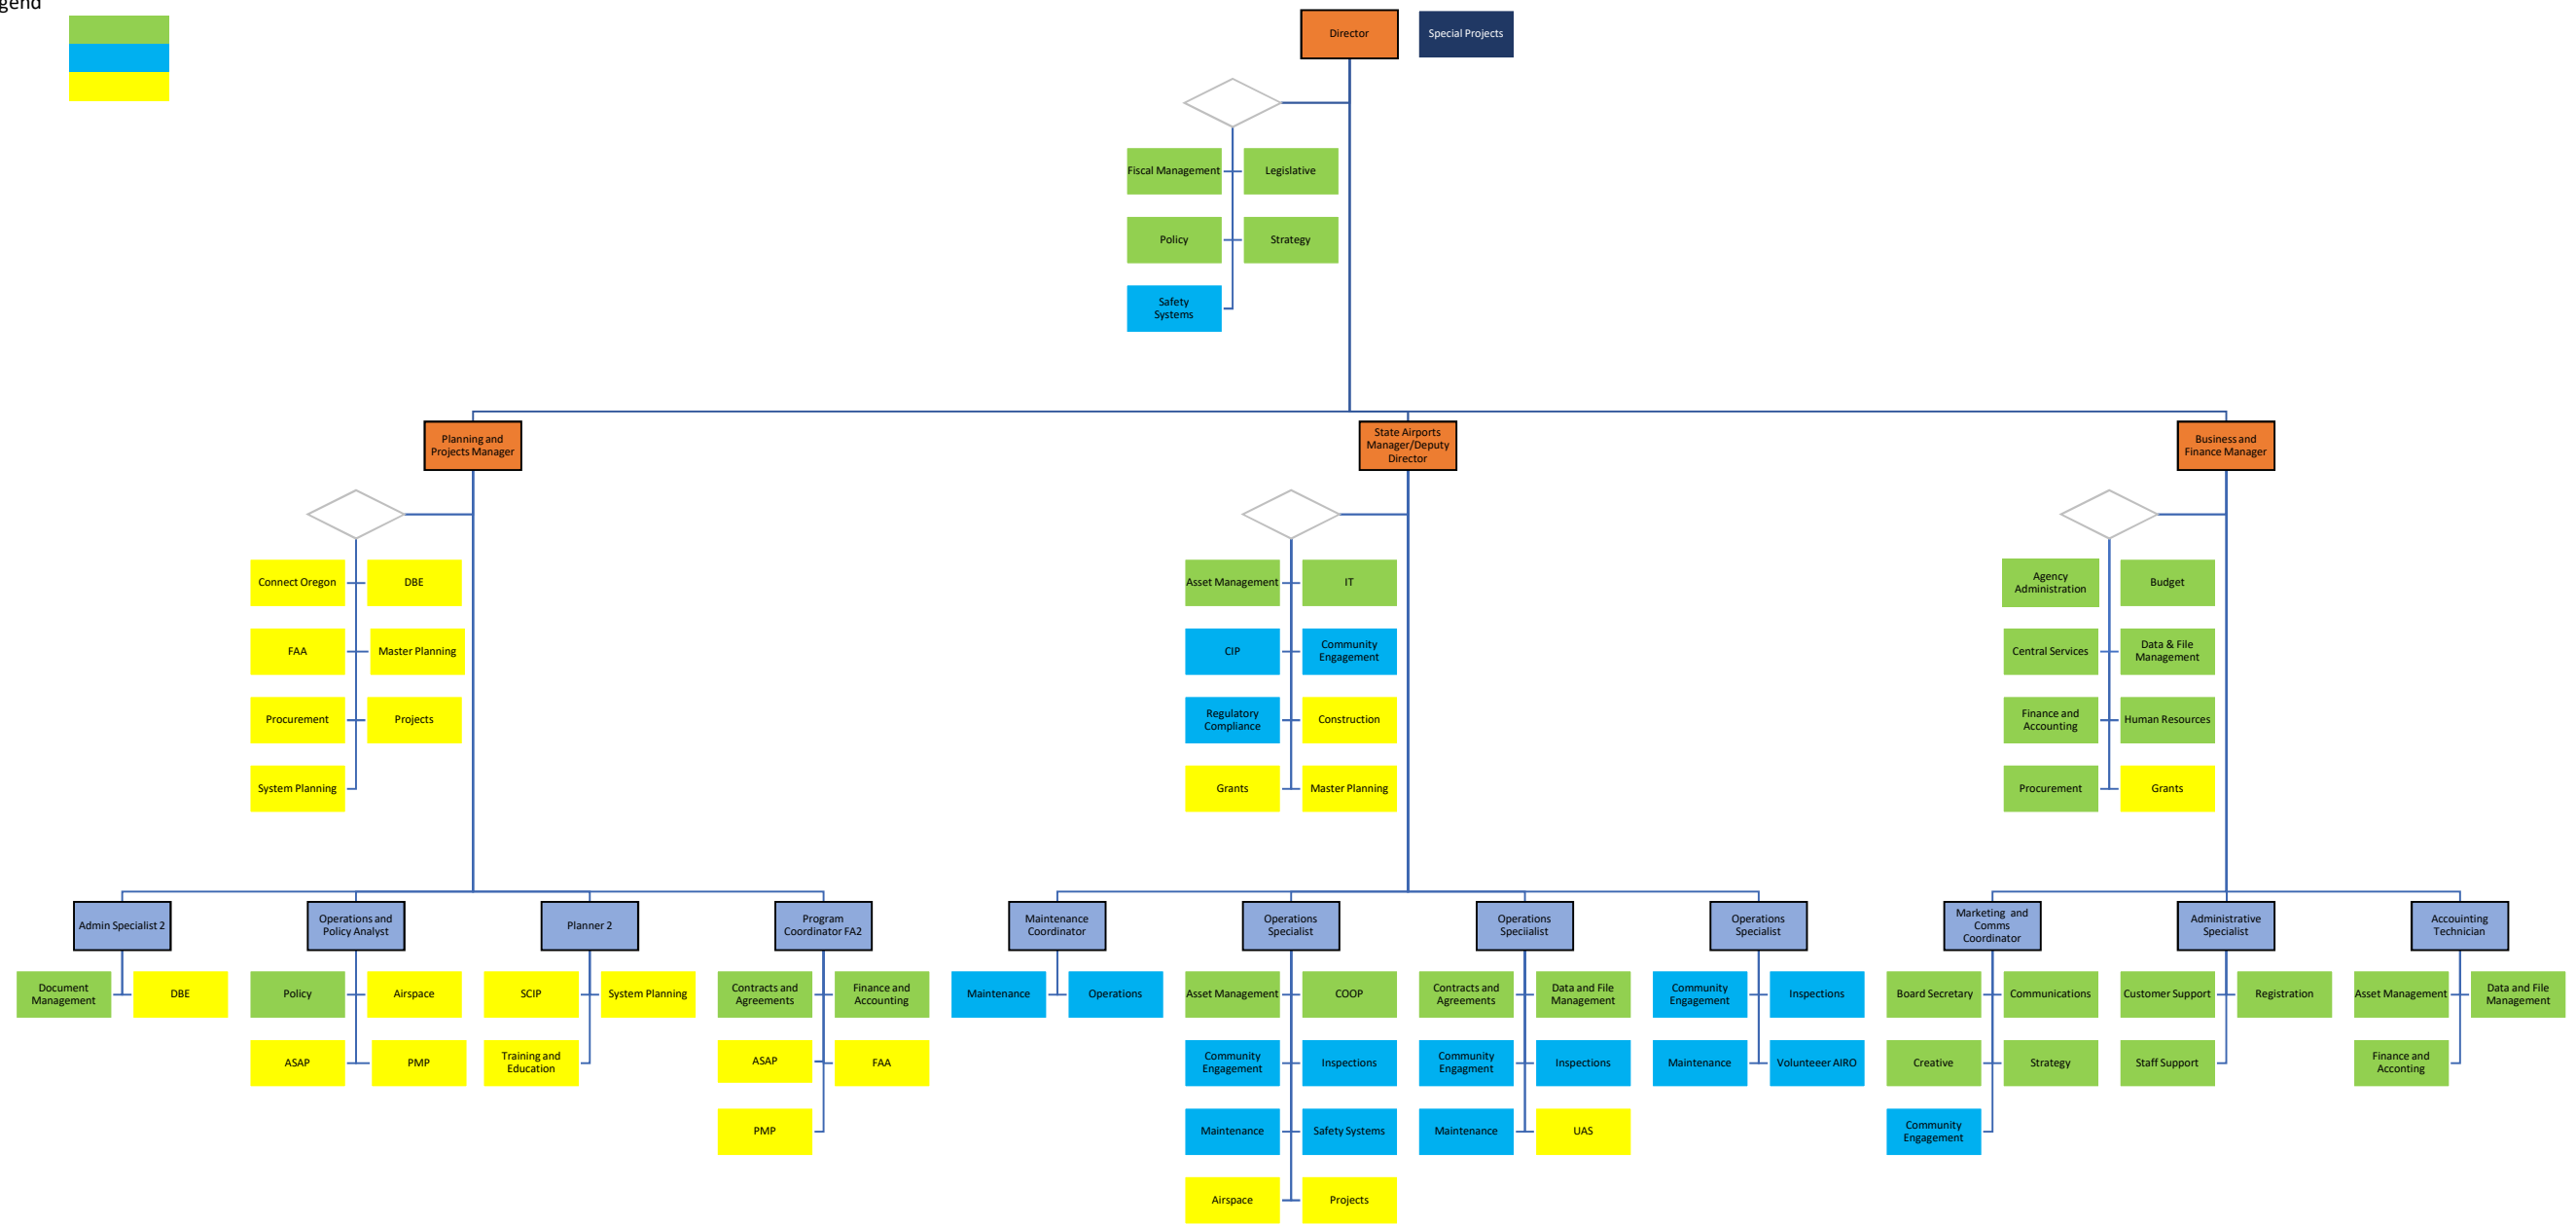 gend
Director
Special Projects
Fiscal Management
Legislative
Policy
Strategy
Safety
Systems
Planning and
Projects Manager
State Airports
Manager/Deputy
Director
Business and
Finance Manager
Connect Oregon
DBE
FAA
Master Planning
Procurement
Projects
System Planning
Asset Management
IT
CIP
Community
Engagement
Regulatory
Compliance
Construction
Grants
Master Planning
Agency
Administration
Budget
Central Services
Data & File
Management
Finance and
Accounting
Human Resources
Procurement
Grants
Admin Specialist 2
Operations and
Policy Analyst
Planner 2
Program
Coordinator FA2
Maintenance
Coordinator
Operations
Specialist
Operations
Speciialist
Operations
Specialist
Marketing and
Comms
Coordinator
Administrative
Specialist
Accouinting
Technician
Document
Management
DBE
Policy
Airspace
ASAP
PMP
SCIP
System Planning
Training and
Education
Contracts and
Agreements
Finance and
Accounting
ASAP
FAA
PMP
Maintenance
Operations
Asset Management
COOP
Community
Engagement
Inspections
Maintenance
Safety Systems
Airspace
Projects
Contracts and
Agreements
Data and File
Management
Community
Engagment
Inspections
Maintenance
UAS
Community
Engagement
Inspections
Maintenance
Volunteeer AIRO
Board Secretary
Communications
Creative
Strategy
Community
Engagement
Customer Support
Registration
Staff Support
Asset Management
Data and File
Management
Finance and
Acconting